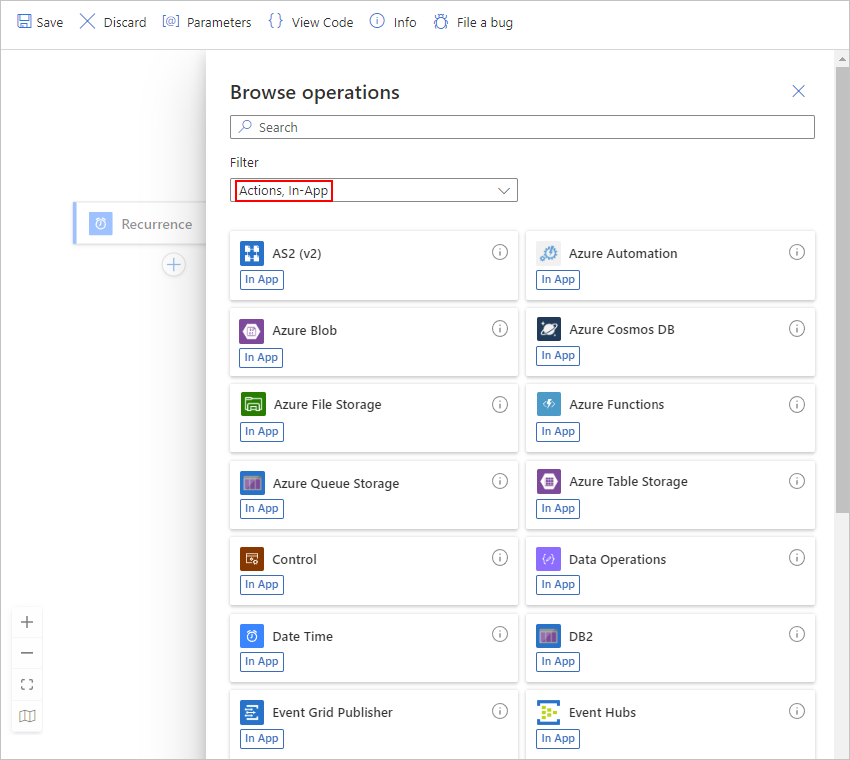 Save Discard Parameters View Code Info File a bug
Browse operations
Search
Filter
Actions, In-App
Recurrence
AS2 (v2)
In App
Azure Automation
In App
Azure Blob
In App
Azure Cosmos DB
In App
Azure File Storage
In App
Azure Functions
In App
Azure Queue Storage
In App
Azure Table Storage
In App
Control
In App
Data Operations
In App
Date Time
In App
DB2
In App
Event Grid Publisher
In App
Event Hubs
In App